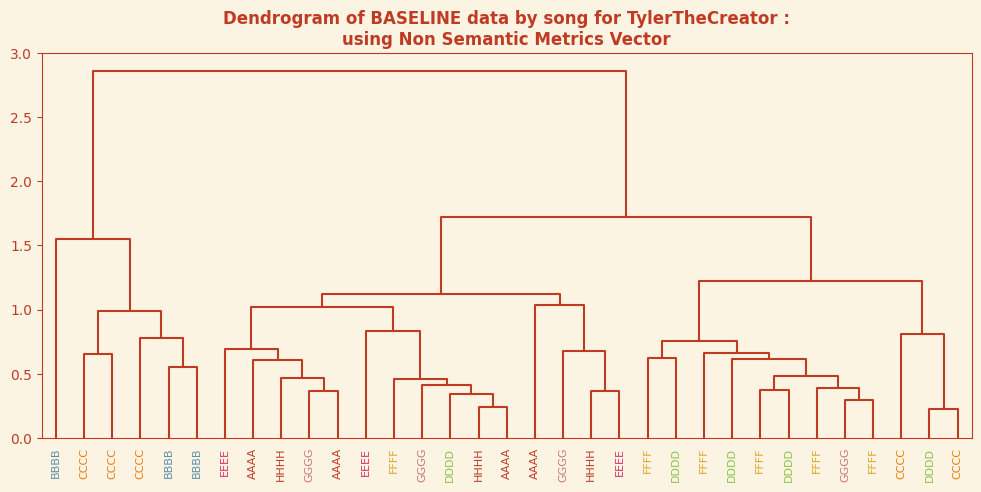 Dendrogram of BASELINE data by song for TylerTheCreator :
using Non Semantic Metrics Vector
3.0
2.5
2.0
1.5
1.0
0.5
0.0
BBBB CCCC CCCC CCCC BBBB BBBB EEEE AAAA HHHH GGGG AAAA EEEE FFFF GGGG DDDD HHHH AAAA AAAA GGGG HHHH EEEE FFFF DDDD FFFF DDDD FFFF DDDD FFFF GGGG FFFF CCCC DDDD CCCC